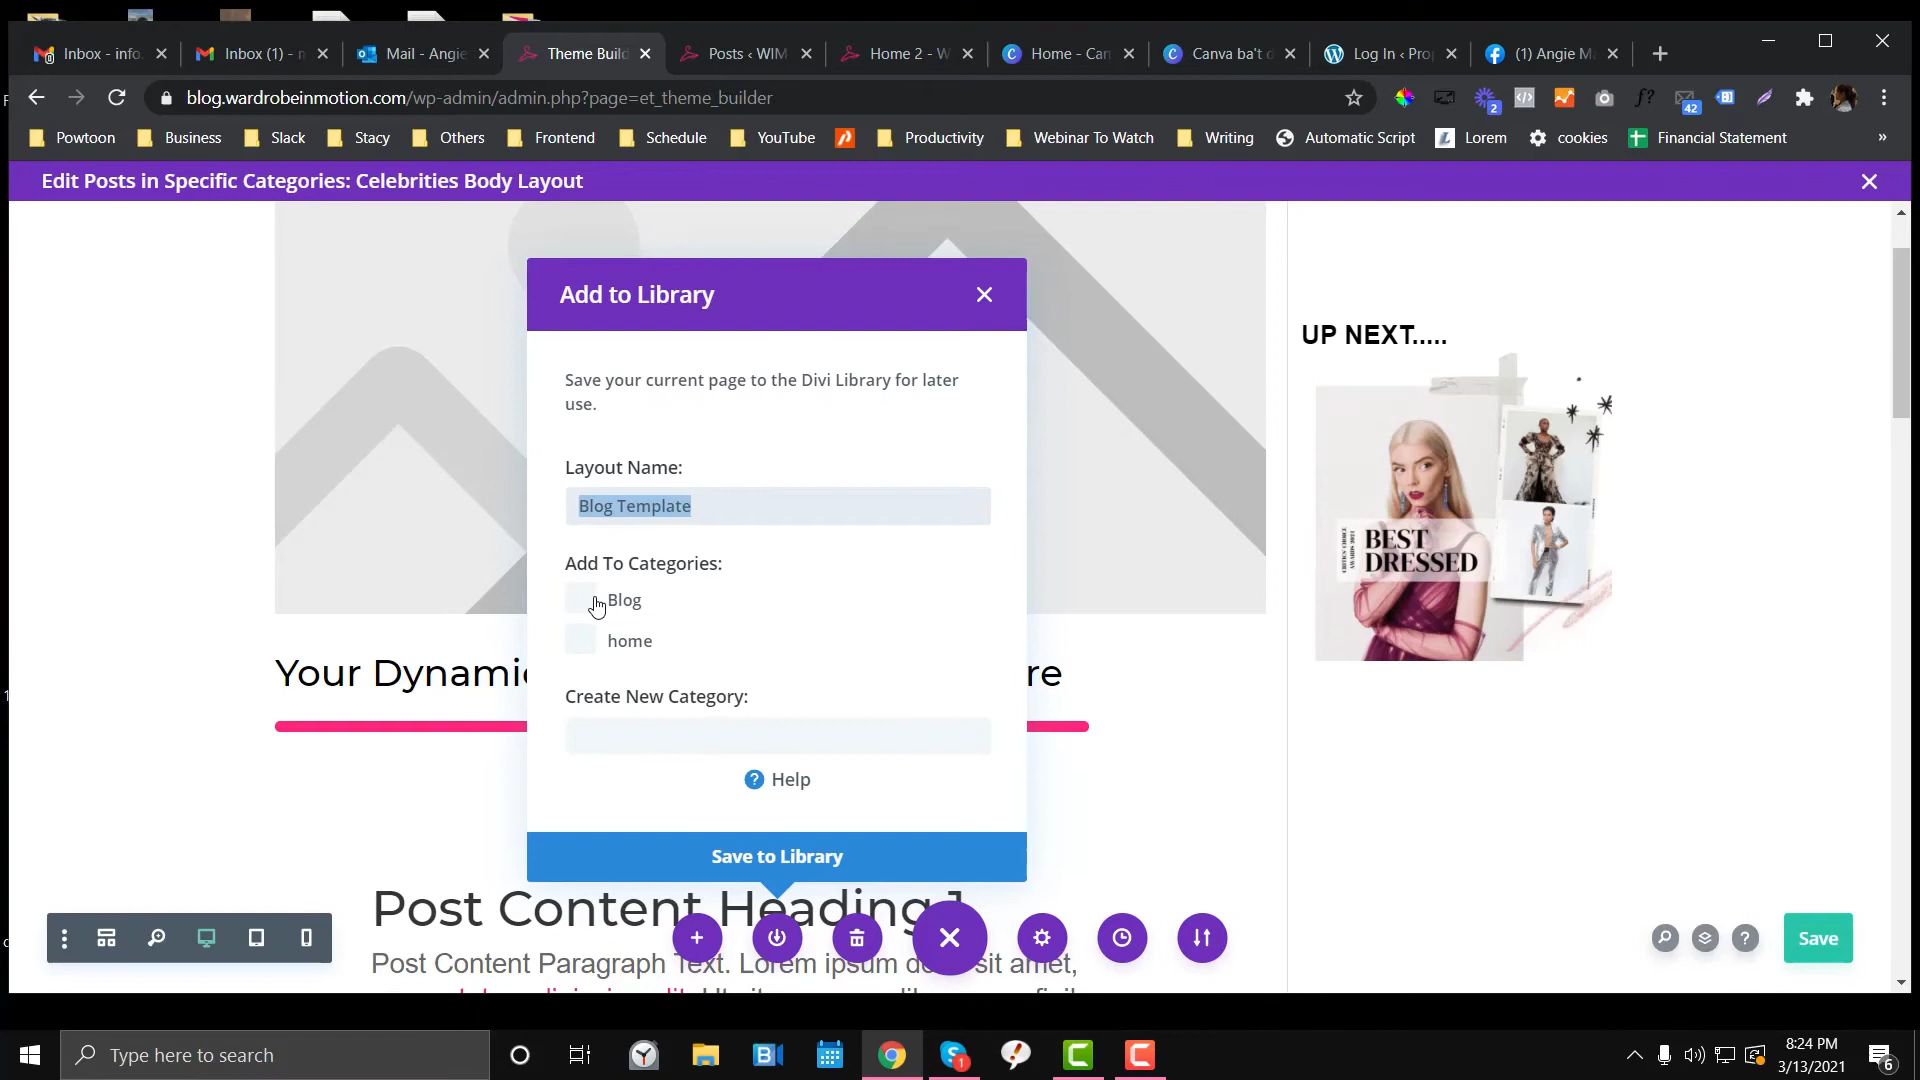 Inbox - info.
Inbox (1) - n
Mail - Angie
Theme Build
Posts ‹ WIM
Home 2 - W
Home - Can
Canva ba't d
Log In ‹ Pro
(1) Angie Ma
blog.wardrobeinmotion.com/wp-admin/admin.php?page=et_theme_builder
2
f?
42
Powtoon
Business
Slack
Stacy
Others
Frontend
Schedule
YouTube
Productivity
Webinar To Watch
Writing
Automatic Script
Lorem
cookies
Financial Statement
»
Edit Posts in Specific Categories: Celebrities Body Layout
Add to Library
Save your current page to the Divi Library for later
use.
Layout Name:
Blog Template
Add To Categories:
Blog
home
Create New Category:
? Help
Save to Library
UP NEXT.....
BEST
DRESSED
Your Dynami
re
Post Content Heading 1
Post Content Paragraph Text. Lorem ipsum do sit amet,
?
Save
Type here to search
1
8:24 PM
3/13/2021
6